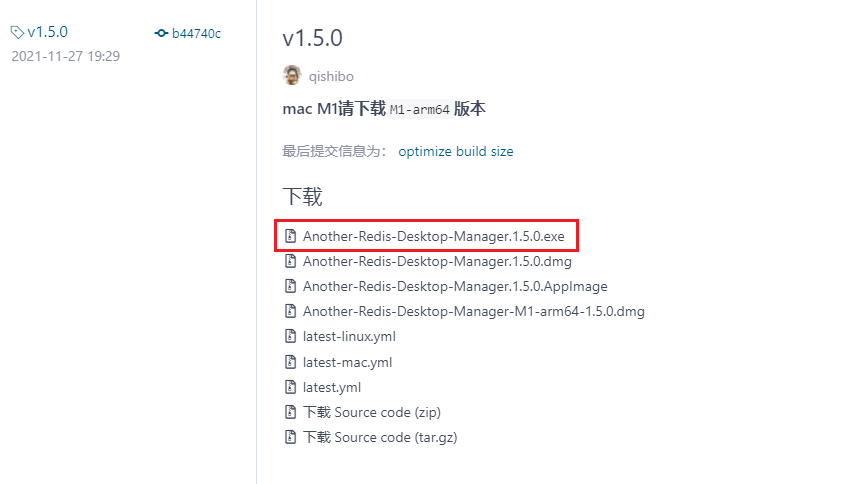 v1.5.0
b44740c
2021-11-27 19:29
v1.5.0
qishibo
mac M1请下载 M1-arm64 版本
最后提交信息为： optimize build size
下载
Another-Redis-Desktop-Manager.1.5.0.exe
Another-Redis-Desktop-Manager.1.5.0.dmg
Another-Redis-Desktop-Manager.1.5.0.AppImage
Another-Redis-Desktop-Manager-M1-arm64-1.5.0.dmg
latest-linux.yml
latest-mac.yml
latest.yml
下载 Source code (zip)
下载 Source code (tar.gz)